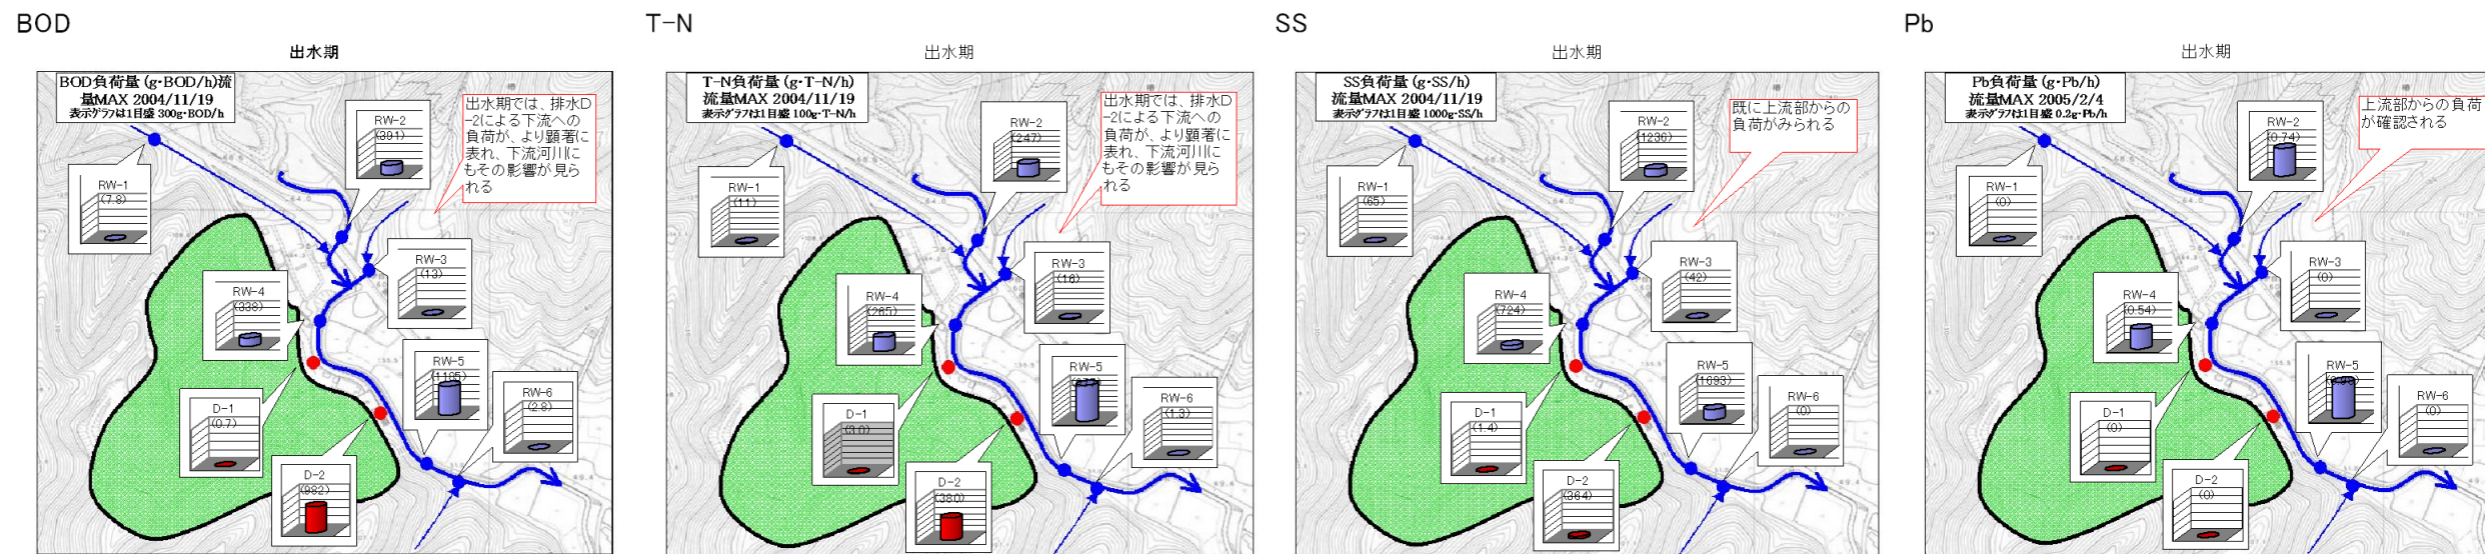 BOD
出水期
BOD負荷量 (g・BOD/h)流
量MAX 2004/11/19
表示グラフは1目盛 300g・BOD/h
出水期では、排水D
-2による下流への
負荷が、より顕著に
表れ、下流河川に
もその影響が見ら
れる
RW-1
(7.8)
RW-2
(391)
RW-3
(13)
RW-4
(338)
RW-5
(1185)
RW-6
(2.8)
D-1
(0.7)
D-2
(982)
T-N
出水期
T-N負荷量 (g・T-N/h)
流量MAX 2004/11/19
表示グラフは1目盛 100g・T-N/h
出水期では、排水D
-2による下流への
負荷が、より顕著に
表れ、下流河川に
もその影響が見ら
れる
RW-1
(11)
RW-2
(247)
RW-3
(16)
RW-4
(265)
RW-5
RW-6
(1.3)
D-1
(3.0)
D-2
(380)
SS
出水期
SS負荷量 (g・SS/h)
流量MAX 2004/11/19
表示グラフは1目盛 1000g・SS/h
既に上流部からの
負荷がみられる
RW-1
(65)
RW-2
(1236)
RW-3
(42)
RW-4
(724)
RW-5
(1693)
RW-6
(0)
D-1
(1.4)
D-2
(364)
Pb
出水期
Pb負荷量 (g・Pb/h)
流量MAX 2005/2/4
表示グラフは1目盛 0.2g・Pb/h
上流部からの負荷
が確認される
RW-1
(0)
RW-2
(0.74)
RW-3
(0)
RW-4
(0.54)
RW-5
RW-6
(0)
D-1
(0)
D-2
(0)